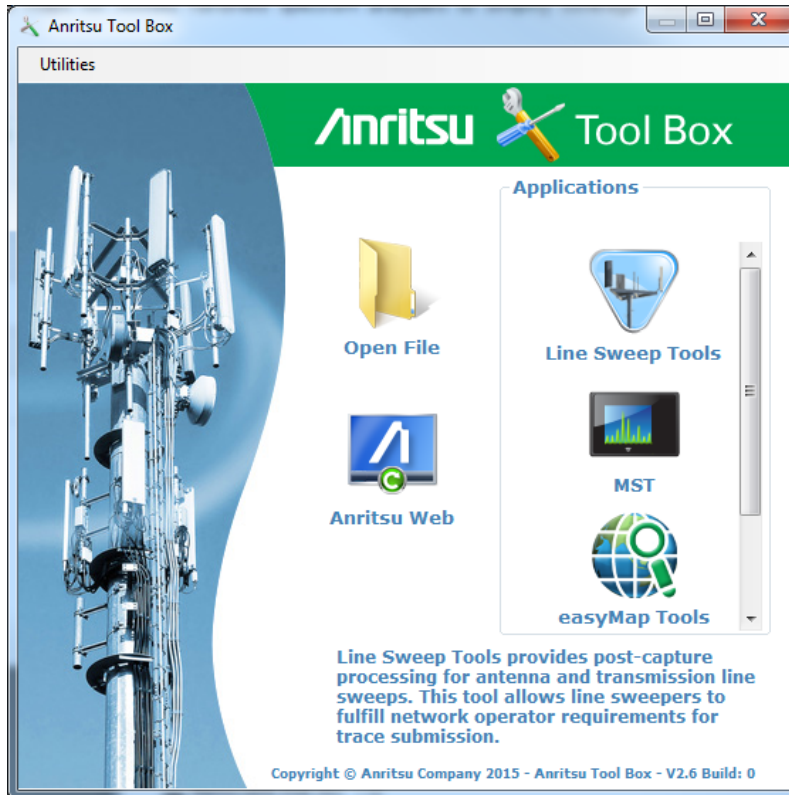 Anritsu Tool Box
Utilities
Anritsu Tool Box
Applications
Open File
Line Sweep Tools
Anritsu Web
MST
easyMap Tools
Line Sweep Tools provides post-capture
processing for antenna and transmission line
sweeps. This tool allows line sweepers to
fulfill network operator requirements for
trace submission.
Copyright © Anritsu Company 2015 - Anritsu Tool Box - V2.6 Build: 0